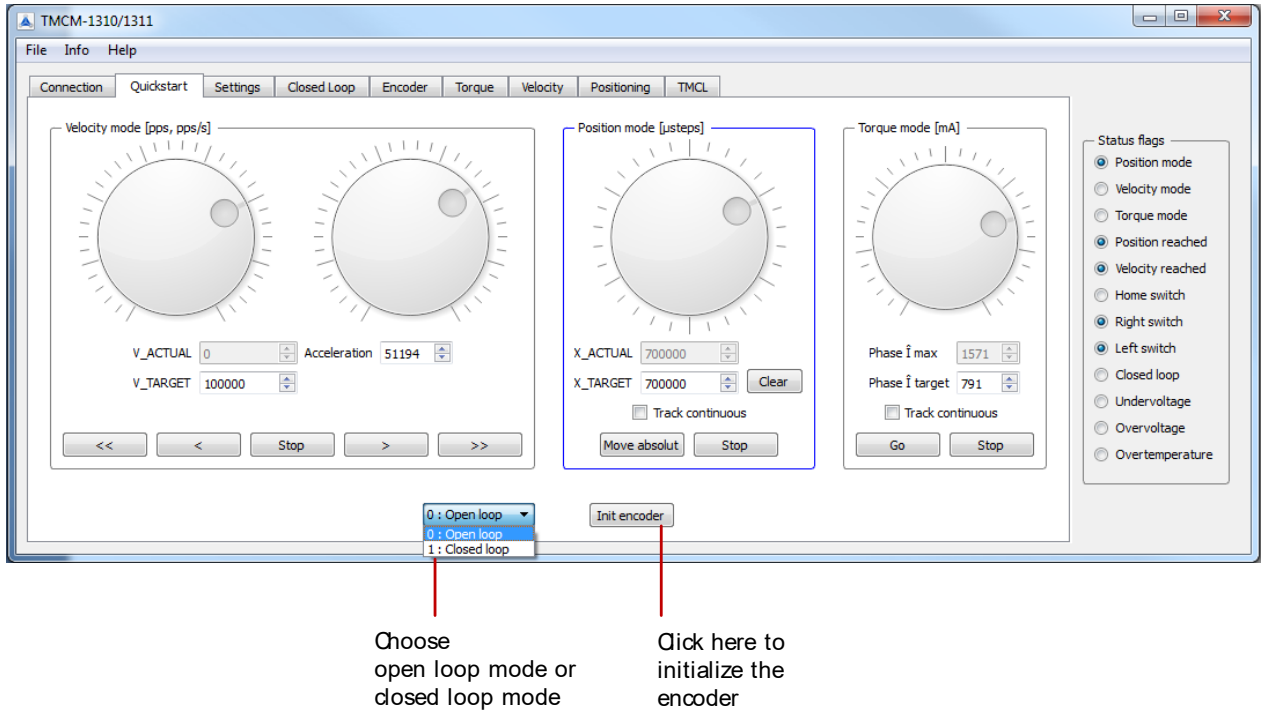 TMCM-1310/1311
File Info Help
Connection Quickstart Settings Closed Loop Encoder Torque Velocity Positioning TMCL
Velocity mode [pps, pps/s]
V_ACTUAL 0 Acceleration 51194
V_TARGET 100000
<< < Stop > >>
Position mode [µsteps]
X_ACTUAL 700000
X_TARGET 700000 Clear
Track continuous
Move absolut Stop
Torque mode [mA]
Phase Î max 1571
Phase Î target 791
Track continuous
Go Stop
Status flags
Position mode
Velocity mode
Torque mode
Position reached
Velocity reached
Home switch
Right switch
Left switch
Closed loop
Undervoltage
Overvoltage
Overtemperature
0 : Open loop
0 : Open loop
1 : Closed loop
Init encoder
Choose
open loop mode or
closed loop mode
Click here to
initialize the
encoder